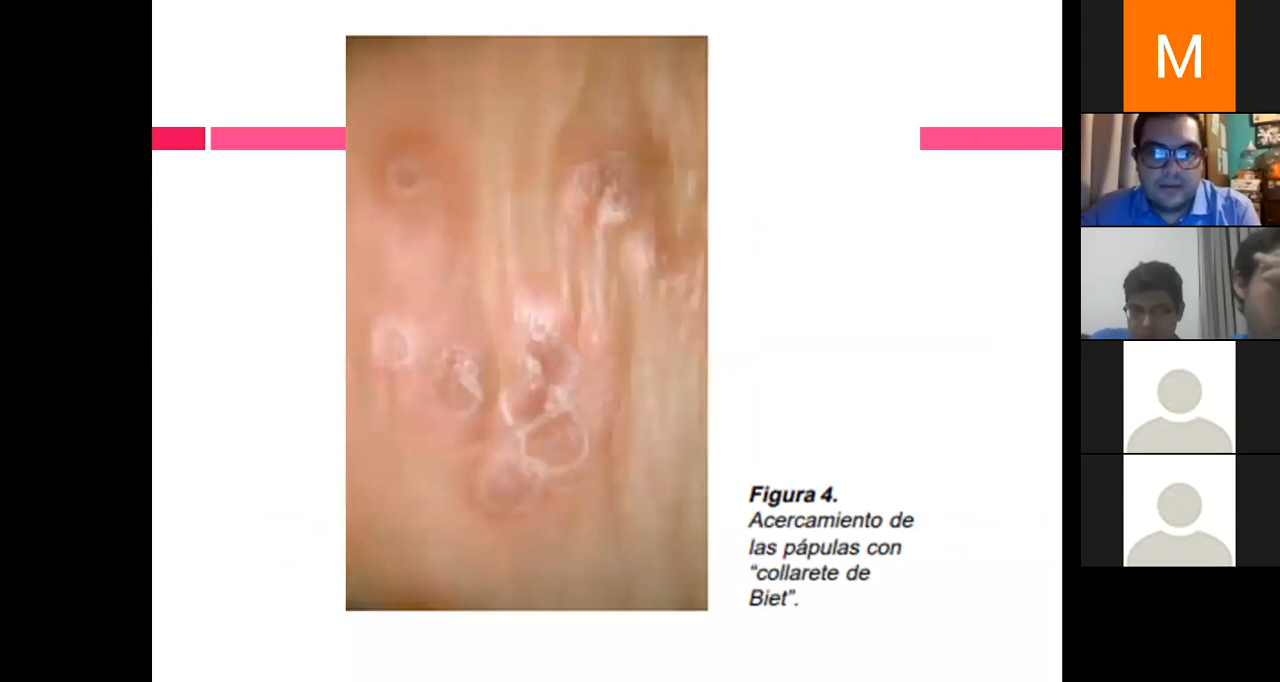 M
Figura 4.
Acercamiento de
las pápulas con
“collarete de
Biet”.